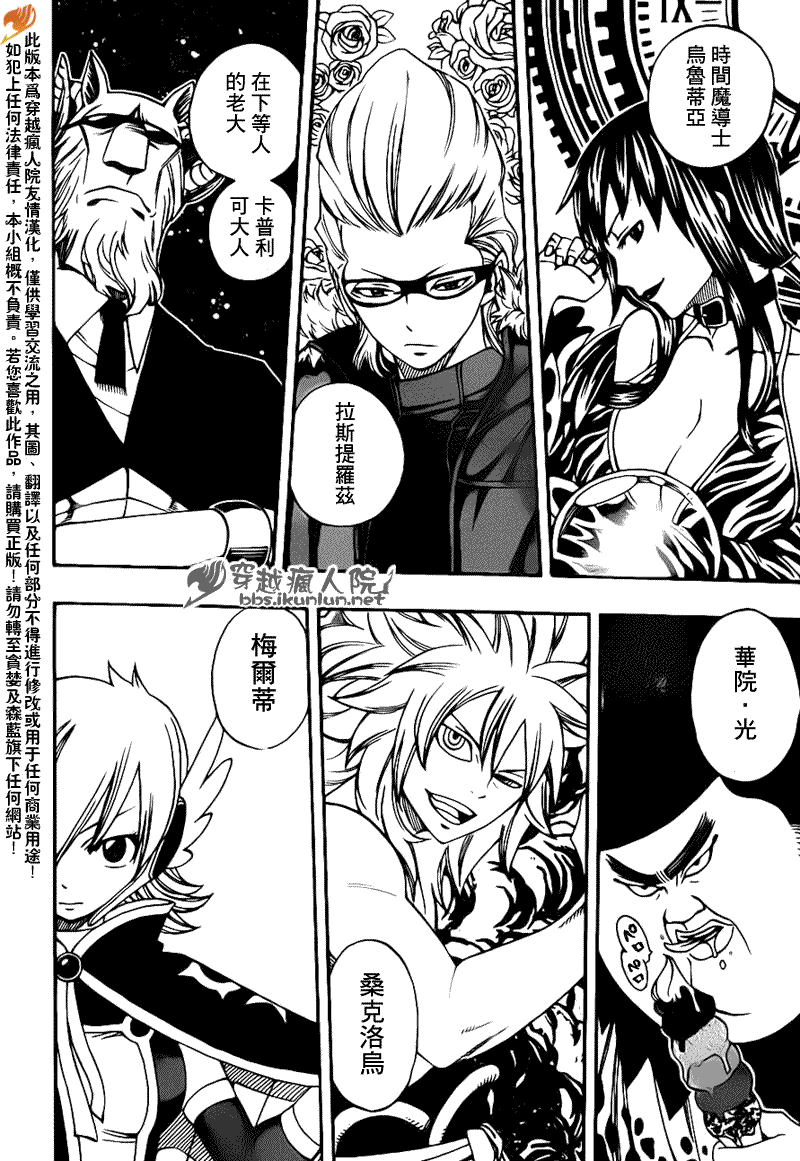 時間魔導士
烏魯蒂亞
拉斯提羅茲
在下等人
的老大
卡普利
可大人
華院·光
桑克洛烏
梅爾蒂
IX
穿越瘋人院
bbs.ikunlun.net
此版本爲穿越瘋人院友情漢化，僅供學習交流之用，其圖、翻譯以及任何部分不得進行修改或用于任何商業用途！
如犯上任何法律責任，本小組概不負責。若您喜歡此作品，請購買正版！請勿轉至貪婪及森藍旗下任何網站！